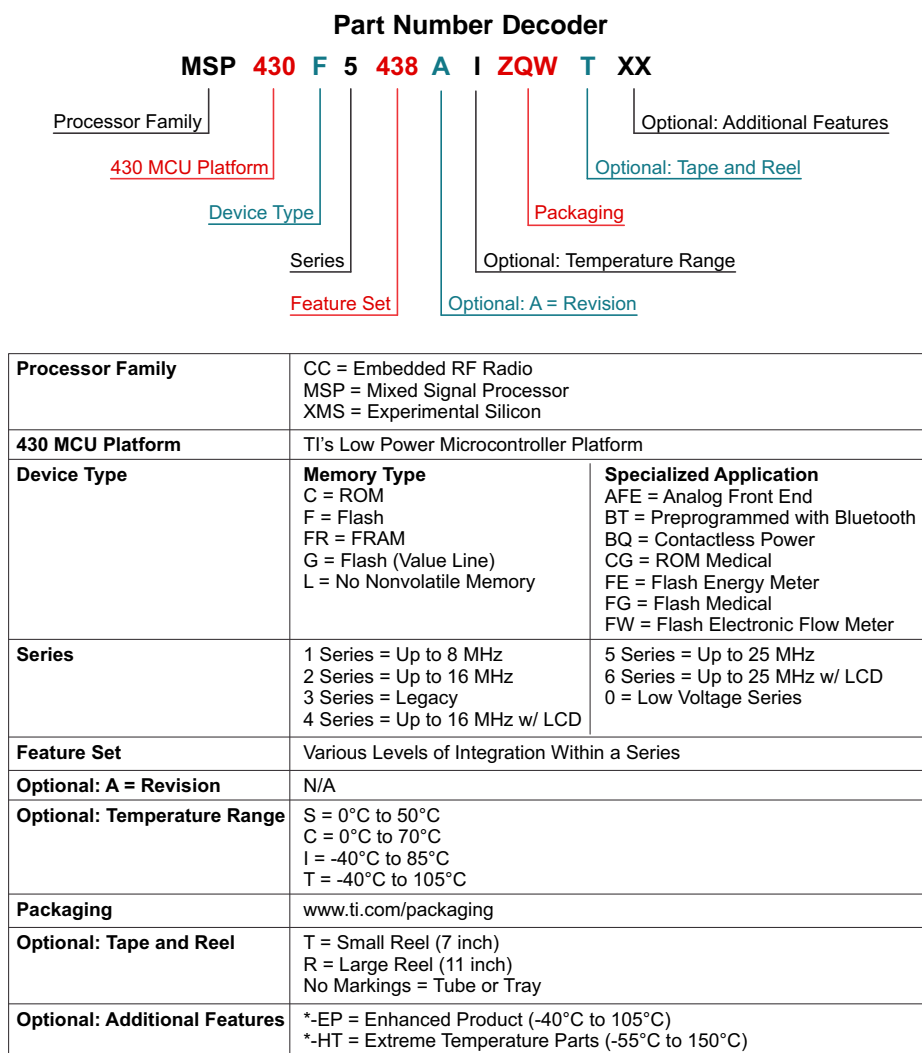 Part Number Decoder
MSP 430 F 5 438 A I ZQW T XX
Processor Family
Optional: Additional Features
430 MCU Platform
Optional: Tape and Reel
Device Type
Packaging
Series
Optional: Temperature Range
Feature Set
Optional: A = Revision
Processor Family
CC = Embedded RF Radio
MSP = Mixed Signal Processor
XMS = Experimental Silicon
430 MCU Platform
TI's Low Power Microcontroller Platform
Device Type
Memory Type
C = ROM
F = Flash
FR = FRAM
G = Flash (Value Line)
L = No Nonvolatile Memory
Specialized Application
AFE = Analog Front End
BT = Preprogrammed with Bluetooth
BQ = Contactless Power
CG = ROM Medical
FE = Flash Energy Meter
FG = Flash Medical
FW = Flash Electronic Flow Meter
Series
1 Series = Up to 8 MHz
2 Series = Up to 16 MHz
3 Series = Legacy
4 Series = Up to 16 MHz w/ LCD
5 Series = Up to 25 MHz
6 Series = Up to 25 MHz w/ LCD
0 = Low Voltage Series
Feature Set
Various Levels of Integration Within a Series
Optional: A = Revision
N/A
Optional: Temperature Range
S = 0°C to 50°C
C = 0°C to 70°C
I = -40°C to 85°C
T = -40°C to 105°C
Packaging
www.ti.com/packaging
Optional: Tape and Reel
T = Small Reel (7 inch)
R = Large Reel (11 inch)
No Markings = Tube or Tray
Optional: Additional Features
*-EP = Enhanced Product (-40°C to 105°C)
*-HT = Extreme Temperature Parts (-55°C to 150°C)